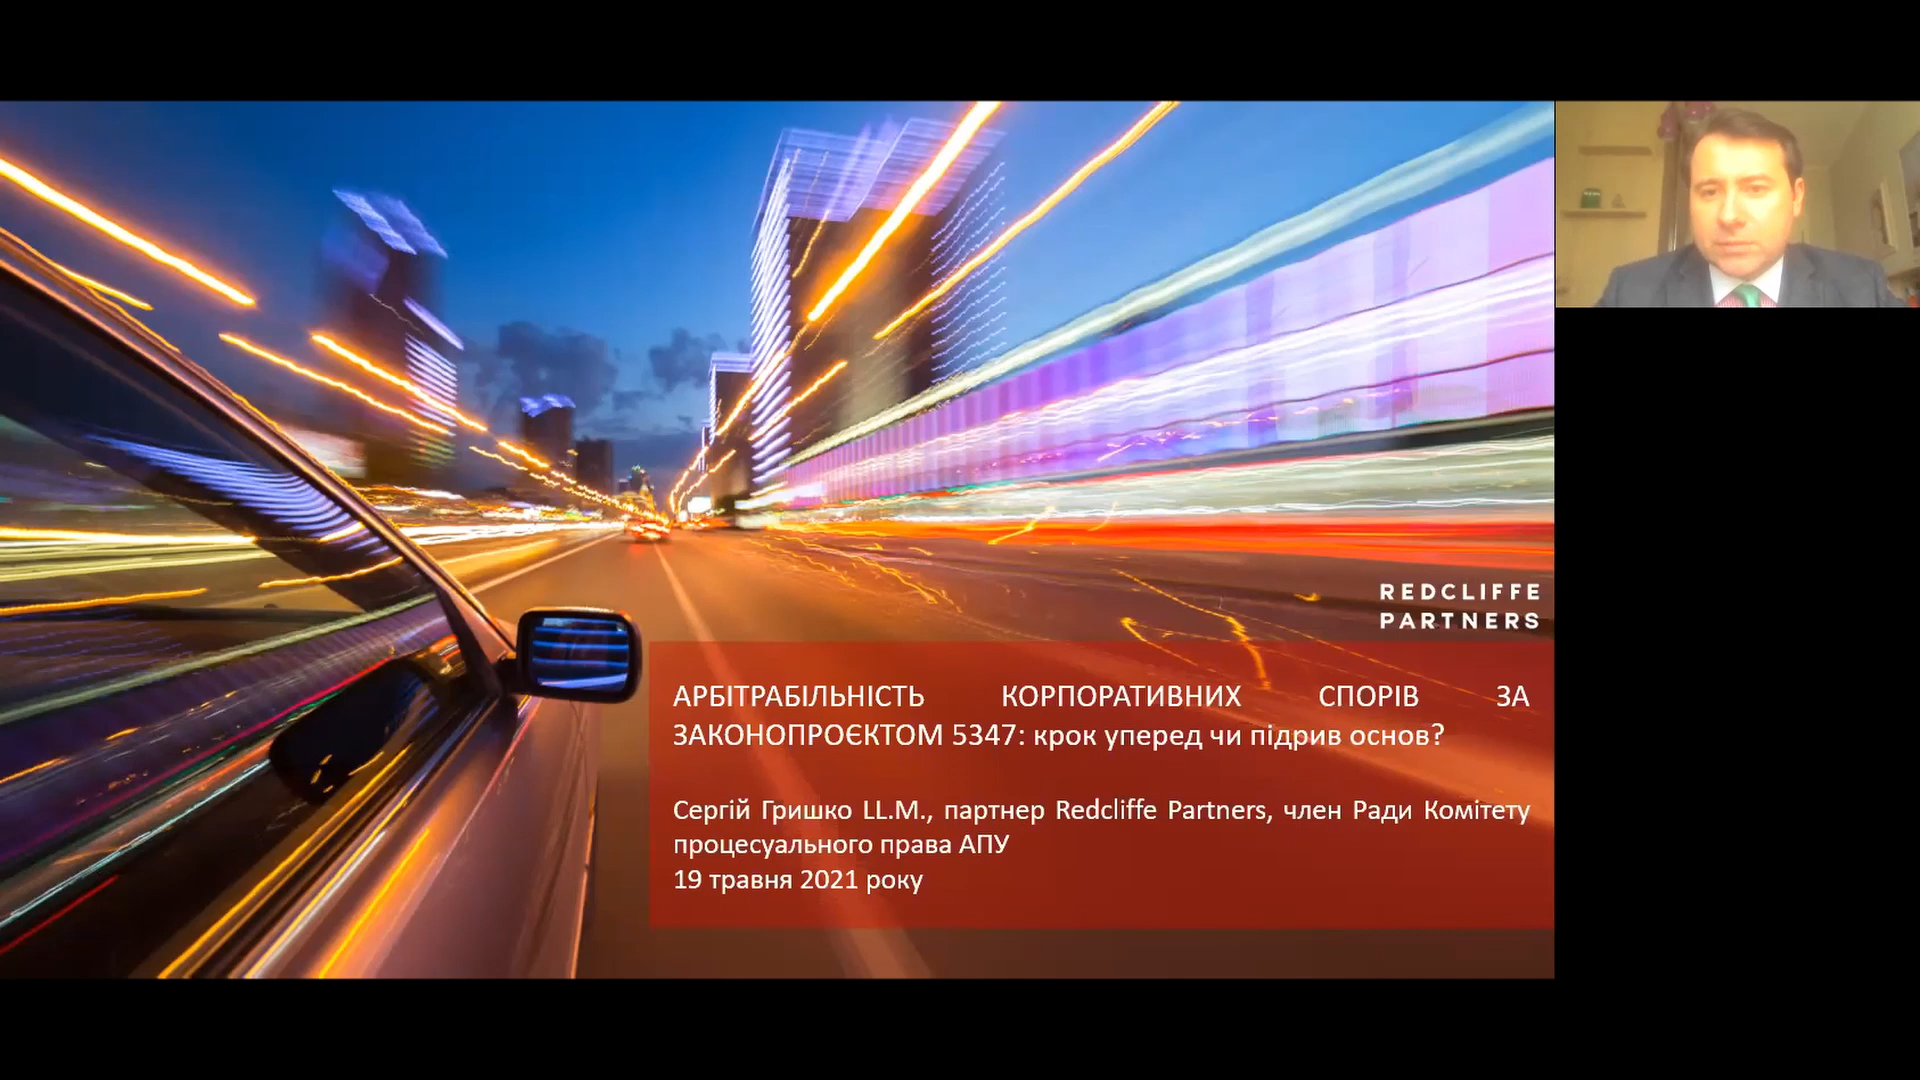 REDCLIFFE
PARTNERS
АРБІТРАБІЛЬНІСТЬ КОРПОРАТИВНИХ СПОРІВ ЗА
ЗАКОНОПРОЄКТОМ 5347: крок уперед чи підрив основ?
Сергій Гришко LL.M., партнер Redcliffe Partners, член Ради Комітету
процесуального права АПУ
19 травня 2021 року